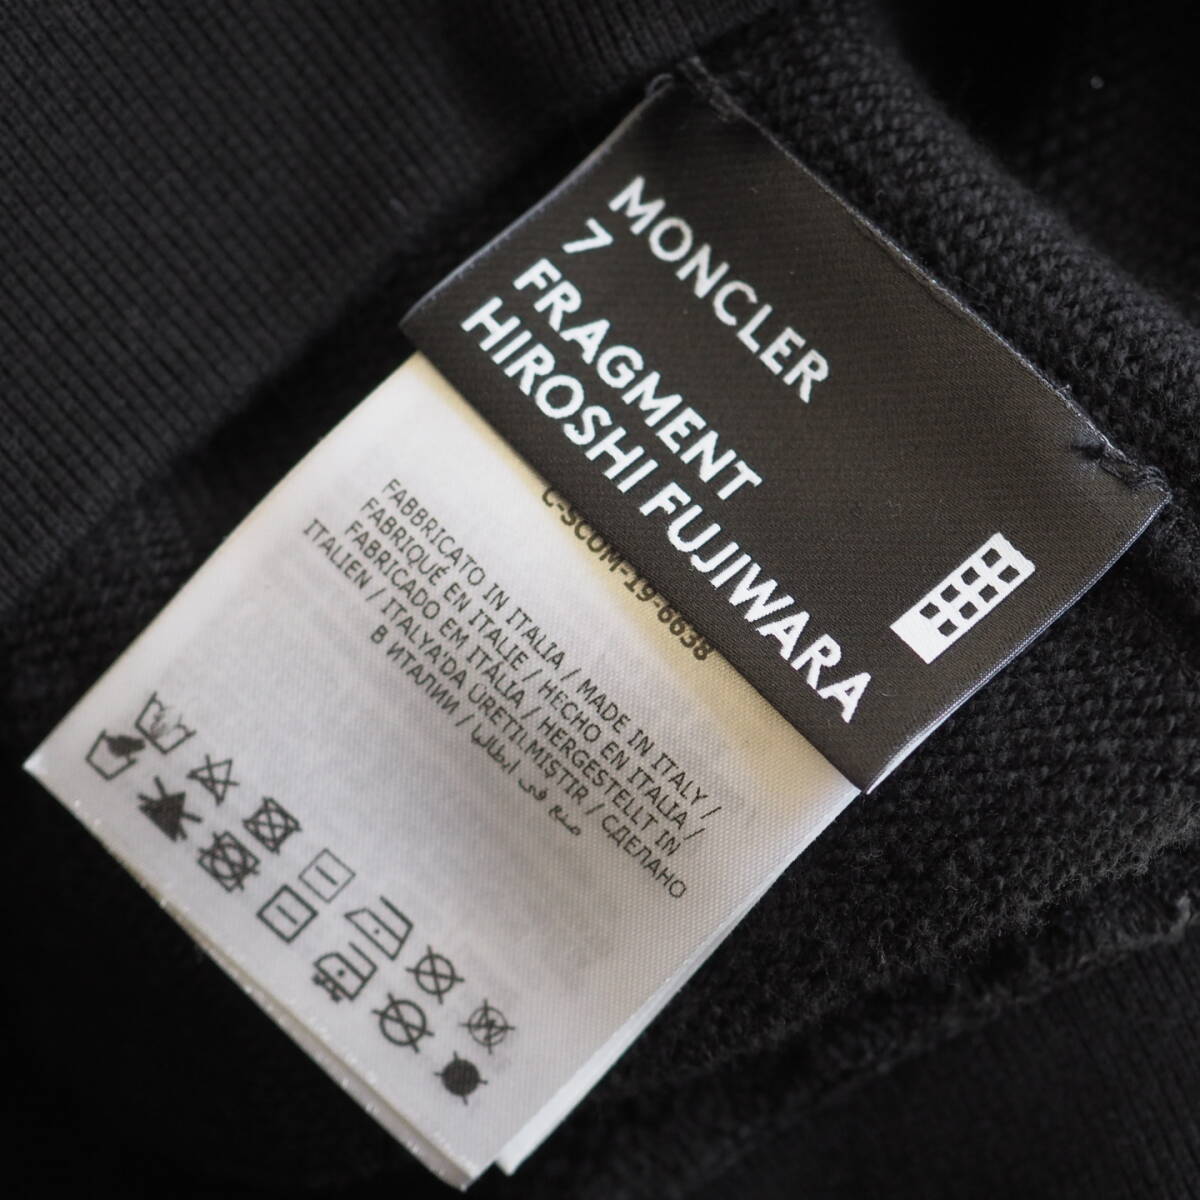 MONCLER
7
FRAGMENT
HIROSHI FUJIWARA
C-SCOM-19-6638
FABBRICATO IN ITALIA / MADE IN ITALY /
FABRIQUÉ EN ITALIE / HECHO EN ITALIA /
FABRICADO EM ITÁLIA / HERGESTELLT IN
ITALIEN / ITALYA'DA ÜRETILMIŞTIR / СДЕЛАНО
В ИТАЛИИ / صنع في ايطاليا